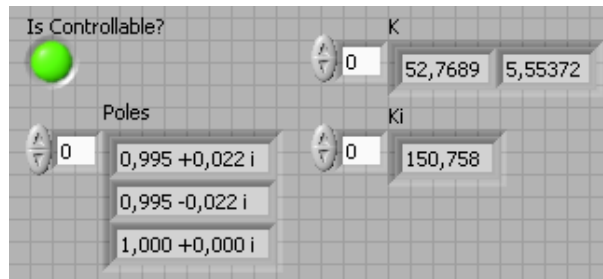 Is Controllable?
K
0
52,7689
5,55372
Poles
Ki
0
0,995 +0,022 i
0
150,758
0,995 -0,022 i
1,000 +0,000 i